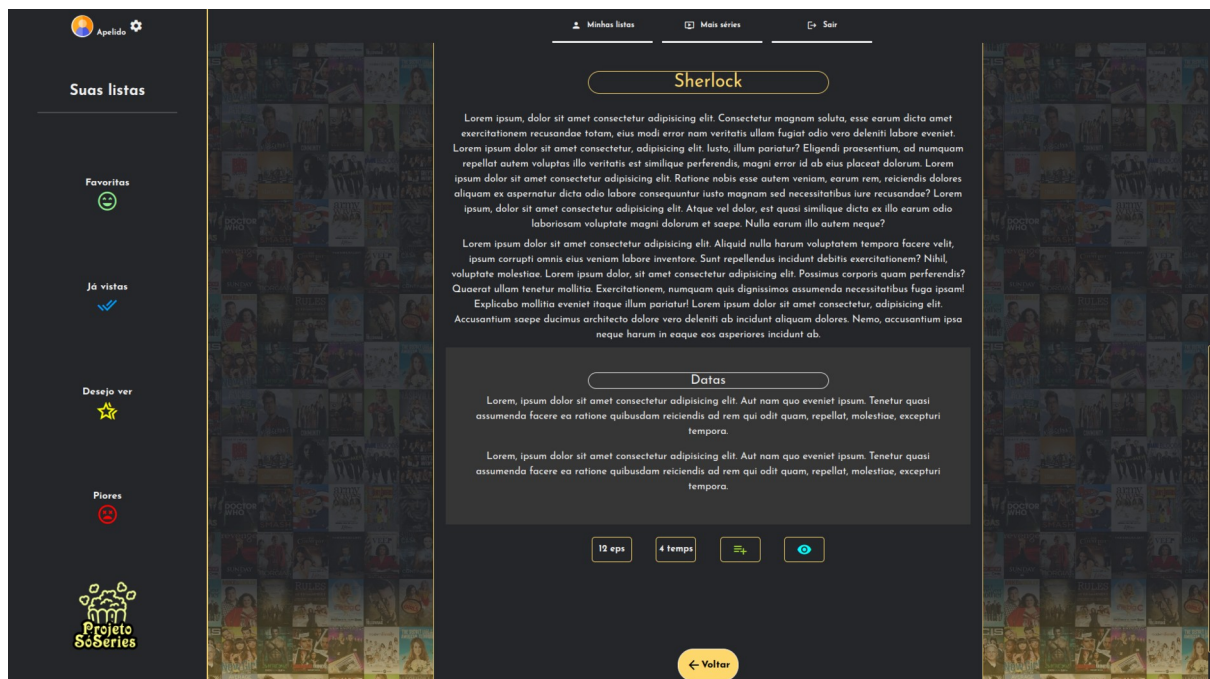 Apelido
Minhas listas
Mais séries
Sair
Suas listas
Favoritas
Já vistas
Desejo ver
Piores
Projeto
SóSeries
Sherlock
Lorem ipsum, dolor sit amet consectetur adipisicing elit. Consectetur magnam soluta, esse earum dicta amet
exercitationem recusandae totam, eius modi error nam veritatis ullam fugiat odio vero deleniti labore eveniet.
Lorem ipsum dolor sit amet consectetur, adipisicing elit. Iusto, illum pariatur? Eligendi praesentium, ad numquam
repellat autem voluptas illo veritatis est similique perferendis, magni error id ab eius placeat dolorum. Lorem
ipsum dolor sit amet consectetur adipisicing elit. Ratione nobis esse autem veniam, earum rem, reiciendis dolores
aliquam ex aspernatur dicta odio labore consequuntur iusto magnam sed necessitatibus iure recusandae? Lorem
ipsum, dolor sit amet consectetur adipisicing elit. Atque vel dolor, est quasi similique dicta ex illo earum odio
laboriosam voluptate magni dolorum et saepe. Nulla earum illo autem neque?
Lorem ipsum dolor sit amet consectetur adipisicing elit. Aliquid nulla harum voluptatem tempora facere velit,
ipsum corrupti omnis eius veniam labore inventore. Sunt repellendus incidunt debitis exercitationem? Nihil,
voluptate molestiae. Lorem ipsum dolor, sit amet consectetur adipisicing elit. Possimus corporis quam perferendis?
Quaerat ullam tenetur mollitia. Exercitationem, numquam quis dignissimos assumenda necessitatibus fuga ipsam!
Explicabo mollitia eveniet itaque illum pariatur! Lorem ipsum dolor sit amet consectetur, adipisicing elit.
Accusantium saepe ducimus architecto dolore vero deleniti ab incidunt aliquam dolores. Nemo, accusantium ipsa
neque harum in eaque eos asperiores incidunt ab.
Datas
Lorem, ipsum dolor sit amet consectetur adipisicing elit. Aut nam quo eveniet ipsum. Tenetur quasi
assumenda facere ea ratione quibusdam reiciendis ad rem qui odit quam, repellat, molestiae, excepturi
tempora.
Lorem, ipsum dolor sit amet consectetur adipisicing elit. Aut nam quo eveniet ipsum. Tenetur quasi
assumenda facere ea ratione quibusdam reiciendis ad rem qui odit quam, repellat, molestiae, excepturi
tempora.
12 eps
4 temps
Voltar
DOCTOR
WHO